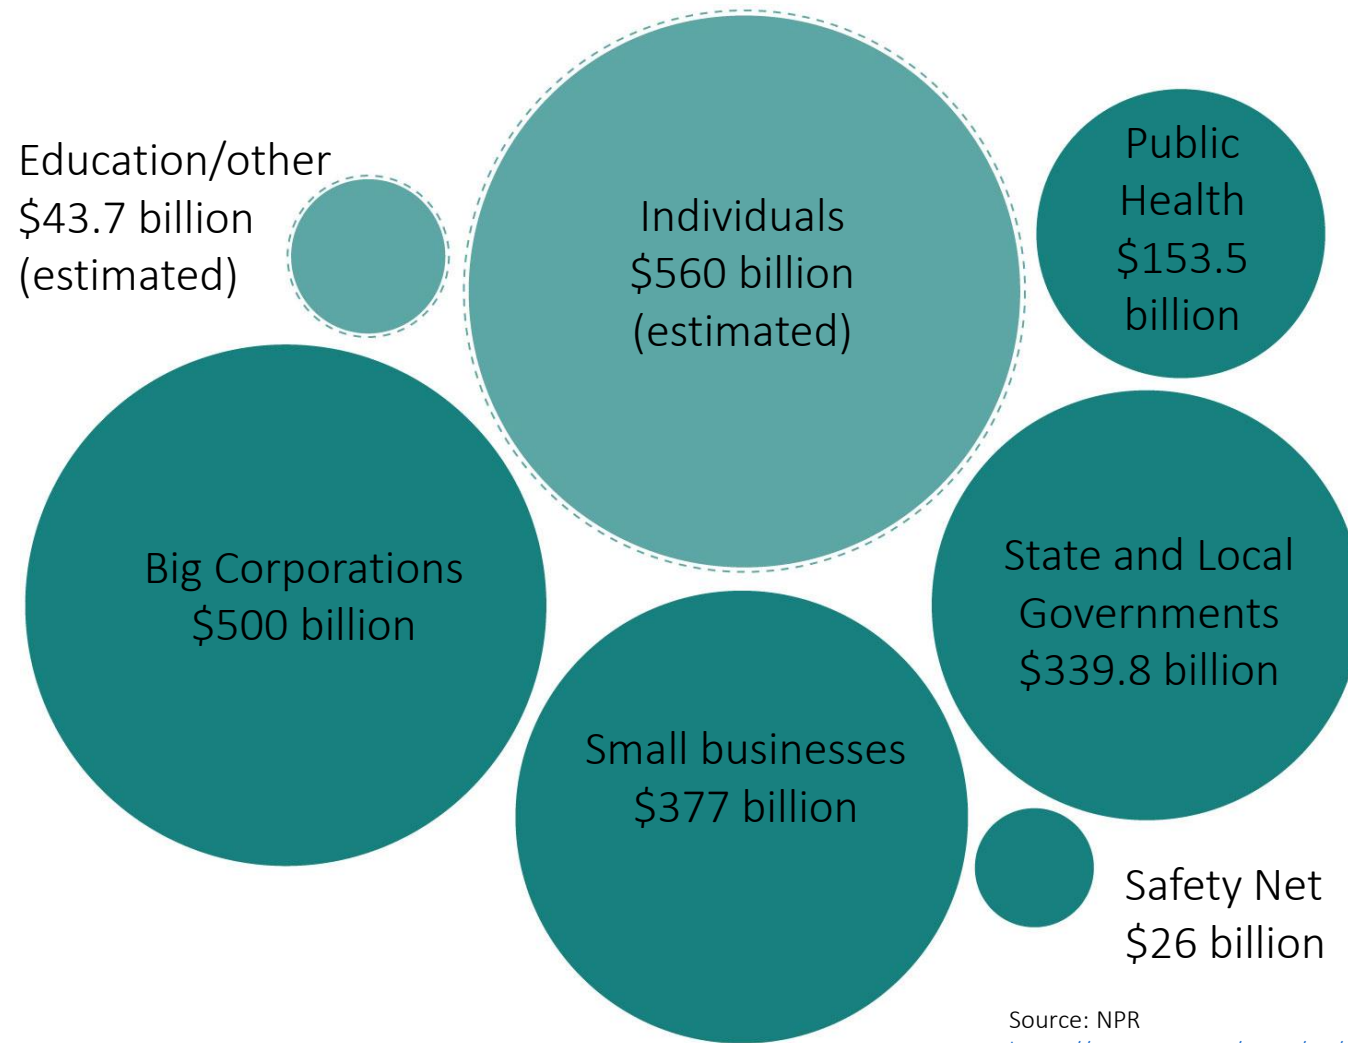 Education/other
$43.7 billion
(estimated)
Individuals
$560 billion
(estimated)
Public
Health
$153.5
billion
Big Corporations
$500 billion
State and Local
Governments
$339.8 billion
Small businesses
$377 billion
Safety Net
$26 billion
Source: NPR